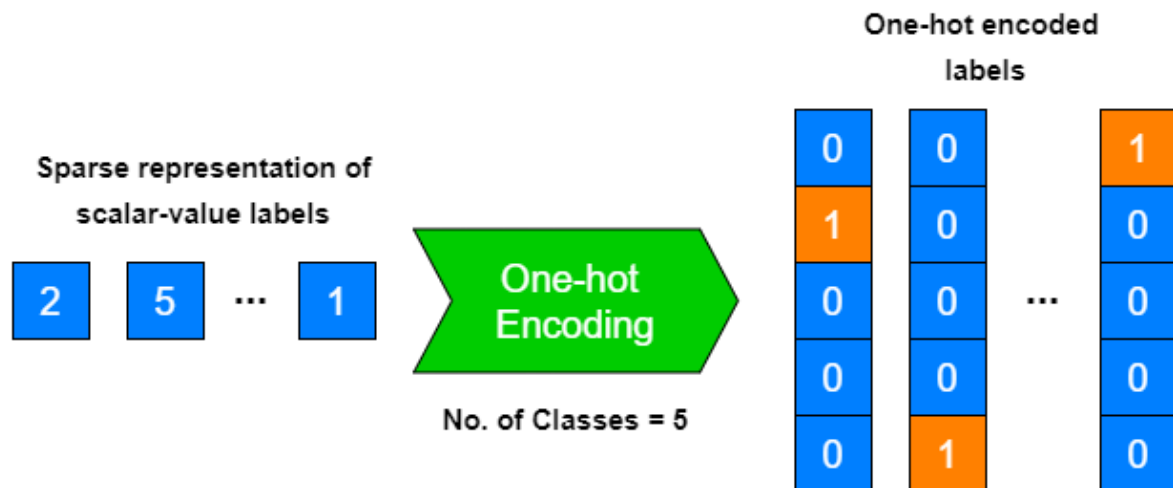 Sparse representation of
scalar-value labels
2 5 ... 1
One-hot
Encoding
No. of Classes = 5
One-hot encoded
labels
0 0 1
1 0 0
0 0 ... 0
0 0 0
0 1 0